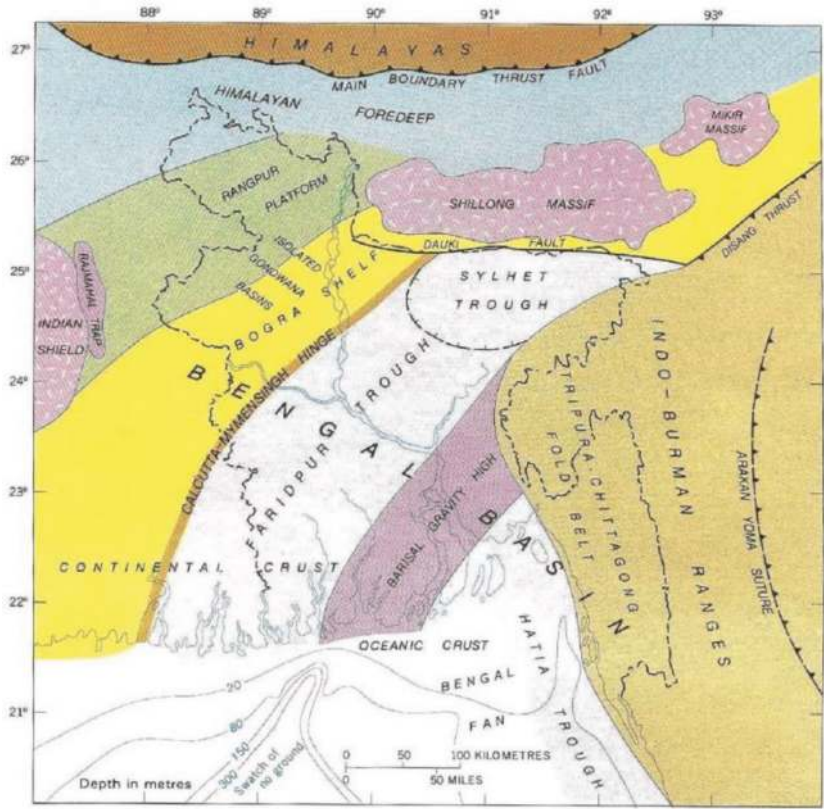 88° 89° 90° 91° 92° 93°
27°
26°
25°
24°
23°
22°
21°
HIMALAYAS
MAIN BOUNDARY THRUST FAULT
HIMALAYAN
FOREDEEP
MIKIR
MASSIF
RANGPUR
PLATFORM
SHILLONG MASSIF
DAUKI FAULT
DISANG THRUST
ISOLATED
GONDWANA
BASINS
BOGRA SHELF
SYLHET
TROUGH
RAJMAHAL TRAP
INDIAN
SHIELD
CALCUTTA-MYMENSINGH HINGE
BENGAL BASIN
ARIDPUR TROUGH
BARISAL GRAVITY HIGH
TRIPURA-CHITTAGONG
FOLD BELT
INDO-BURMAN RANGES
ARAKAN YOMA SUTURE
CONTINENTAL CRUST
OCEANIC CRUST
BENGAL
FAN
HATIA TROUGH
20
80
150
300
Swatch of
no ground
Depth in metres
0 50 100 KILOMETRES
0 50 MILES